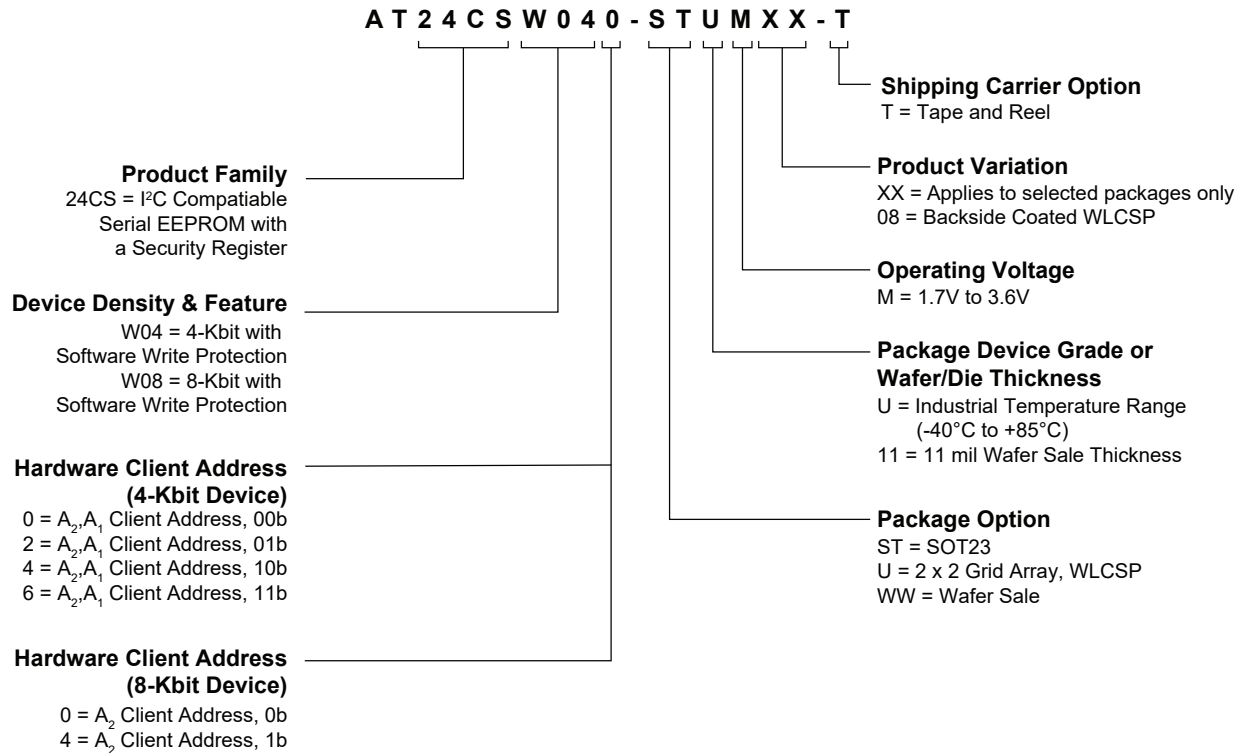 AT24CSW040-STUMXX-T
Product Family
24CS = I²C Compatiable
Serial EEPROM with
a Security Register
Device Density & Feature
W04 = 4-Kbit with
Software Write Protection
W08 = 8-Kbit with
Software Write Protection
Hardware Client Address
(4-Kbit Device)
0 = A₂,A₁ Client Address, 00b
2 = A₂,A₁ Client Address, 01b
4 = A₂,A₁ Client Address, 10b
6 = A₂,A₁ Client Address, 11b
Hardware Client Address
(8-Kbit Device)
0 = A₂ Client Address, 0b
4 = A₂ Client Address, 1b
Shipping Carrier Option
T = Tape and Reel
Product Variation
XX = Applies to selected packages only
08 = Backside Coated WLCSP
Operating Voltage
M = 1.7V to 3.6V
Package Device Grade or
Wafer/Die Thickness
U = Industrial Temperature Range
(-40°C to +85°C)
11 = 11 mil Wafer Sale Thickness
Package Option
ST = SOT23
U = 2 x 2 Grid Array, WLCSP
WW = Wafer Sale